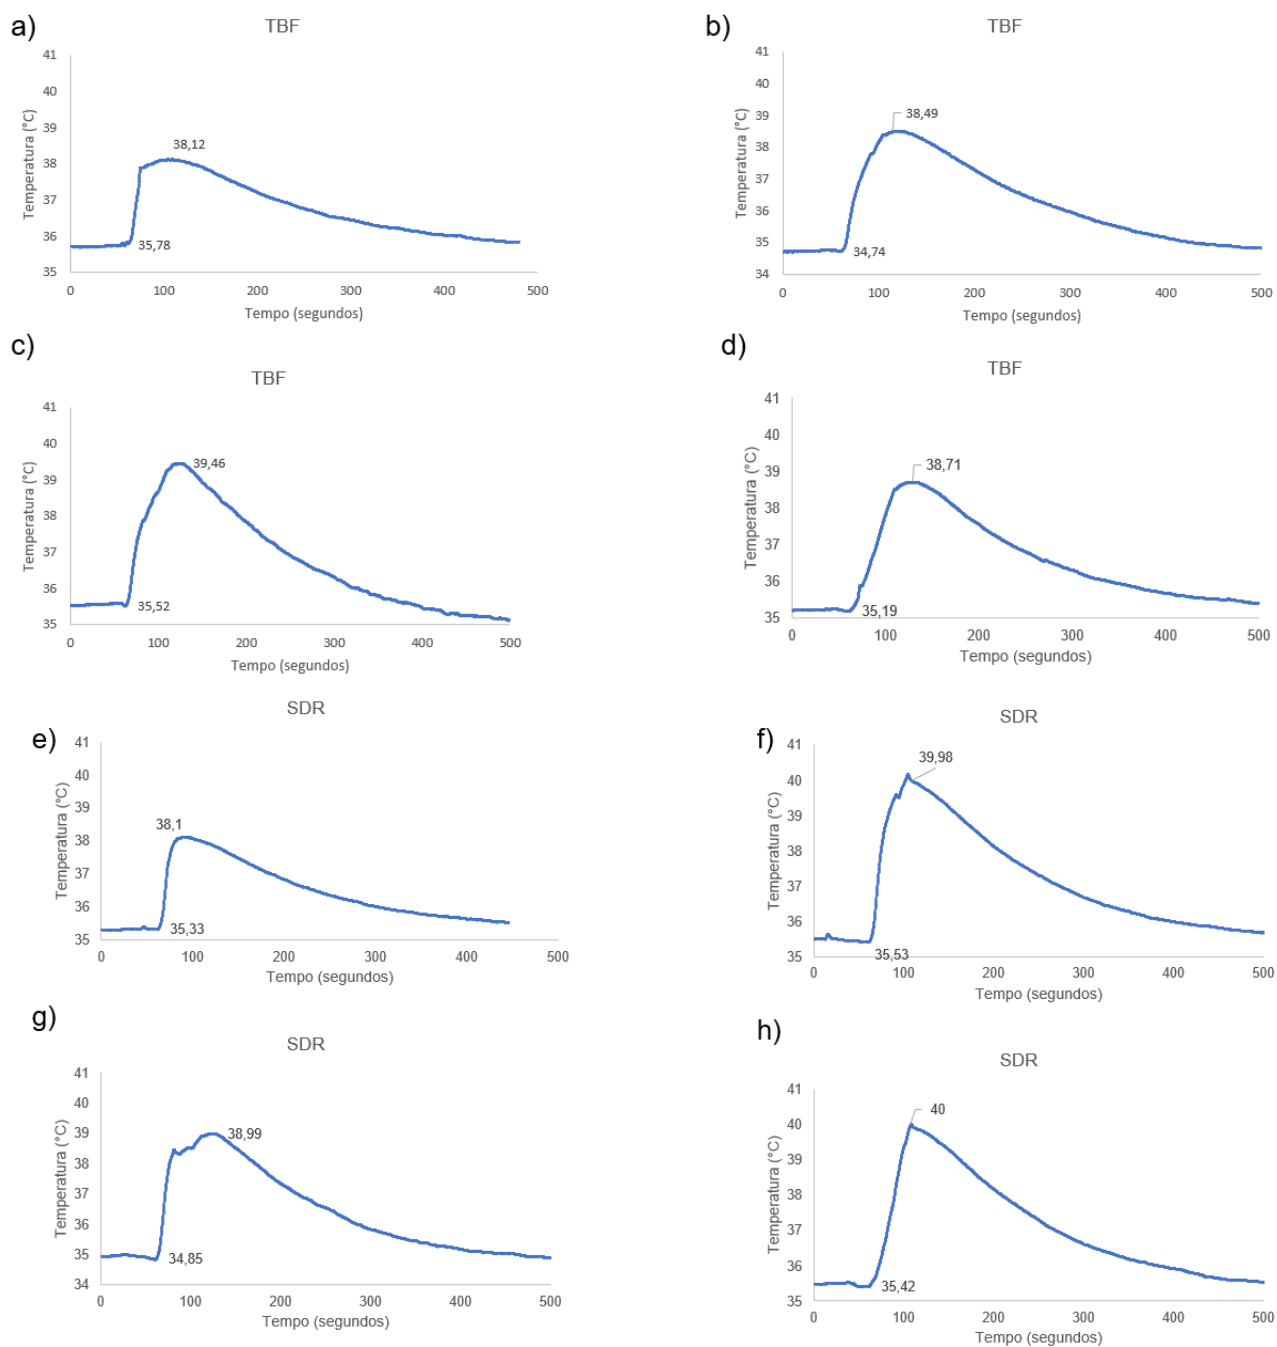 a)
TBF
41
40
39
38
37
36
35
Temperatura (°C)
38,12
35,78
0 100 200 300 400 500
Tempo (segundos)
b)
TBF
41
40
39
38
37
36
35
34
Temperatura (°C)
38,49
34,74
0 100 200 300 400 500
Tempo (segundos)
c)
TBF
41
40
39
38
37
36
35
Temperatura (°C)
39,46
35,52
0 100 200 300 400 500
Tempo (segundos)
d)
TBF
41
40
39
38
37
36
35
Temperatura (°C)
38,71
35,19
0 100 200 300 400 500
Tempo (segundos)
e)
SDR
41
40
39
38
37
36
35
Temperatura (°C)
38,1
35,33
0 100 200 300 400 500
Tempo (segundos)
f)
SDR
41
40
39
38
37
36
35
Temperatura (°C)
39,98
35,53
0 100 200 300 400 500
Tempo (segundos)
g)
SDR
41
40
39
38
37
36
35
34
Temperatura (°C)
38,99
34,85
0 100 200 300 400 500
Tempo (segundos)
h)
SDR
41
40
39
38
37
36
35
Temperatura (°C)
40
35,42
0 100 200 300 400 500
Tempo (segundos)